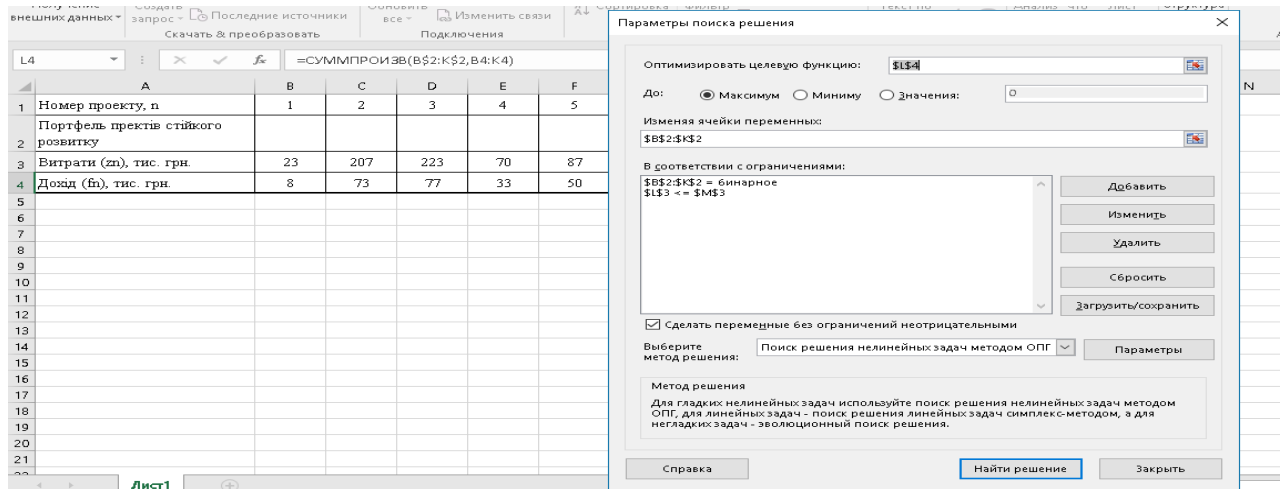 внешних данных
запрос
Последние источники
все
Изменить связи
Скачать & преобразовать
Подключения
L4
fx
=СУММПРОИЗВ(B$2:K$2,B4:K4)
A B C D E F N
1 Номер проекту, n 1 2 3 4 5
Портфель пректів стійкого
2 розвитку
3 Витрати (zn), тис. грн. 23 207 223 70 87
4 Дохід (fn), тис. грн. 8 73 77 33 50
5
6
7
8
9
10
11
12
13
14
15
16
17
18
19
20
21
Лист1
Параметры поиска решения
Оптимизировать целевую функцию: $L$4
До: Максимум Миниму Значения: 0
Изменяя ячейки переменных:
$B$2:$K$2
В соответствии с ограничениями:
$B$2:$K$2 = бинарное
$L$3 <= $M$3
Добавить
Изменить
Удалить
Сбросить
Загрузить/сохранить
Сделать переменные без ограничений неотрицательными
Выберите
метод решения:
Поиск решения нелинейных задач методом ОПГ
Параметры
Метод решения
Для гладких нелинейных задач используйте поиск решения нелинейных задач методом
ОПГ, для линейных задач - поиск решения линейных задач симплекс-методом, а для
негладких задач - эволюционный поиск решения.
Справка
Найти решение
Закрыть